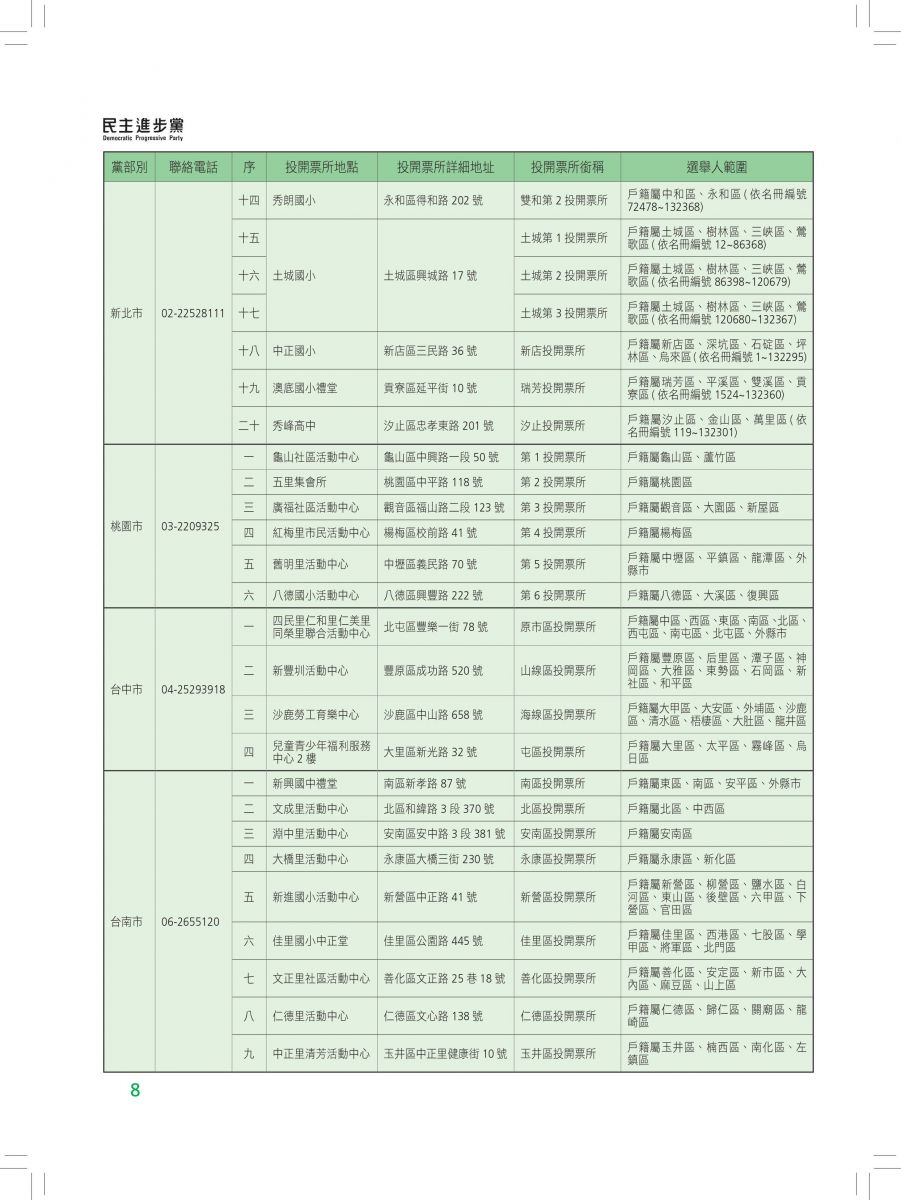 民主進步黨
Democratic Progressive Party
黨部別 聯絡電話 序 投開票所地點 投開票所詳細地址 投開票所銜稱 選舉人範圍
新北市 02-22528111
十四 秀朗國小 永和區得和路 202 號 雙和第 2 投開票所 戶籍屬中和區、永和區 ( 依名冊編號
72478~132368)
十五 土城第 1 投開票所 戶籍屬土城區、樹林區、三峽區、鶯
歌區 ( 依名冊編號 12~86368)
十六 土城國小 土城區興城路 17 號 土城第 2 投開票所 戶籍屬土城區、樹林區、三峽區、鶯
歌區 ( 依名冊編號 86398~120679)
十七 土城第 3 投開票所 戶籍屬土城區、樹林區、三峽區、鶯
歌區 ( 依名冊編號 120680~132367)
十八 中正國小 新店區三民路 36 號 新店投開票所 戶籍屬新店區、深坑區、石碇區、坪
林區、烏來區 ( 依名冊編號 1~132295)
十九 澳底國小禮堂 貢寮區延平街 10 號 瑞芳投開票所 戶籍屬瑞芳區、平溪區、雙溪區、貢
寮區 ( 依名冊編號 1524~132360)
二十 秀峰高中 汐止區忠孝東路 201 號 汐止投開票所 戶籍屬汐止區、金山區、萬里區 ( 依
名冊編號 119~132301)
桃園市 03-2209325
一 龜山社區活動中心 龜山區中興路一段 50 號 第 1 投開票所 戶籍屬龜山區、蘆竹區
二 五里集會所 桃園區中平路 118 號 第 2 投開票所 戶籍屬桃園區
三 廣福社區活動中心 觀音區福山路二段 123 號 第 3 投開票所 戶籍屬觀音區、大園區、新屋區
四 紅梅里市民活動中心 楊梅區校前路 41 號 第 4 投開票所 戶籍屬楊梅區
五 舊明里活動中心 中壢區義民路 70 號 第 5 投開票所 戶籍屬中壢區、平鎮區、龍潭區、外
縣市
六 八德國小活動中心 八德區興豐路 222 號 第 6 投開票所 戶籍屬八德區、大溪區、復興區
台中市 04-25293918
一 四民里仁和里仁美里
同榮里聯合活動中心 北屯區豐樂一街 78 號 原市區投開票所 戶籍屬中區、西區、東區、南區、北區、
西屯區、南屯區、北屯區、外縣市
二 新豐圳活動中心 豐原區成功路 520 號 山線區投開票所 戶籍屬豐原區、后里區、潭子區、神
岡區、大雅區、東勢區、石岡區、新
社區、和平區
三 沙鹿勞工育樂中心 沙鹿區中山路 658 號 海線區投開票所 戶籍屬大甲區、大安區、外埔區、沙鹿
區、清水區、梧棲區、大肚區、龍井區
四 兒童青少年福利服務
中心 2 樓 大里區新光路 32 號 屯區投開票所 戶籍屬大里區、太平區、霧峰區、烏
日區
台南市 06-2655120
一 新興國中禮堂 南區新孝路 87 號 南區投開票所 戶籍屬東區、南區、安平區、外縣市
二 文成里活動中心 北區和緯路 3 段 370 號 北區投開票所 戶籍屬北區、中西區
三 淵中里活動中心 安南區安中路 3 段 381 號 安南區投開票所 戶籍屬安南區
四 大橋里活動中心 永康區大橋三街 230 號 永康區投開票所 戶籍屬永康區、新化區
五 新進國小活動中心 新營區中正路 41 號 新營區投開票所 戶籍屬新營區、柳營區、鹽水區、白
河區、東山區、後壁區、六甲區、下
營區、官田區
六 佳里國小中正堂 佳里區公園路 445 號 佳里區投開票所 戶籍屬佳里區、西港區、七股區、學
甲區、將軍區、北門區
七 文正里社區活動中心 善化區文正路 25 巷 18 號 善化區投開票所 戶籍屬善化區、安定區、新市區、大
內區、麻豆區、山上區
八 仁德里活動中心 仁德區文心路 138 號 仁德區投開票所 戶籍屬仁德區、歸仁區、關廟區、龍
崎區
九 中正里清芳活動中心 玉井區中正里健康街 10 號 玉井區投開票所 戶籍屬玉井區、楠西區、南化區、左
鎮區
8